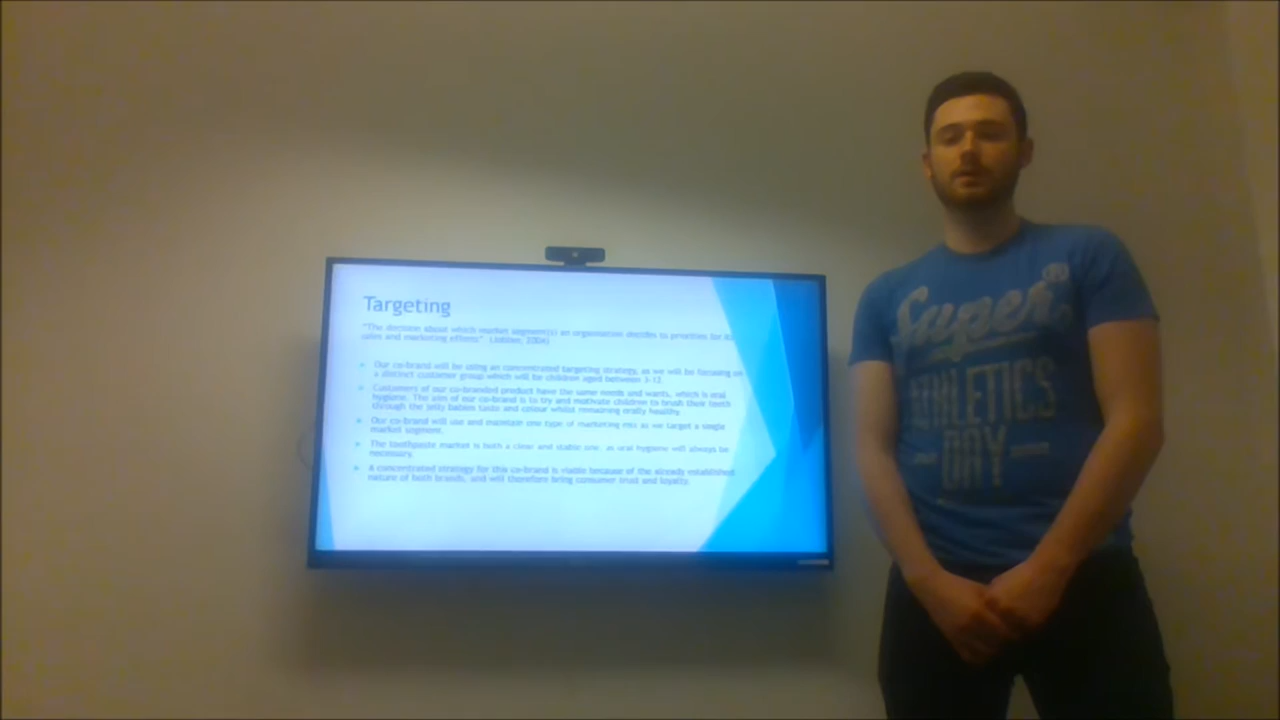 Targeting
"The decision about which market segment(s) an organisation decides to prioritise for its
sales and marketing efforts" (Jobber, 2004)
Our co-brand will be using an concentrated targeting strategy, as we will be focusing on
a distinct customer group which will be children aged between 3-12.
Customers of our co-branded product have the same needs and wants, which is oral
hygiene. The aim of our co-brand is to try and motivate children to brush their teeth
through the jelly babies taste and colour whilst remaining orally healthy.
Our co-brand will use and maintain one type of marketing mix as we target a single
market segment.
The toothpaste market is both a clear and stable one, as oral hygiene will always be
necessary.
A concentrated strategy for this co-brand is viable because of the already established
nature of both brands, and will therefore bring consumer trust and loyalty.
Super
ATHLETICS